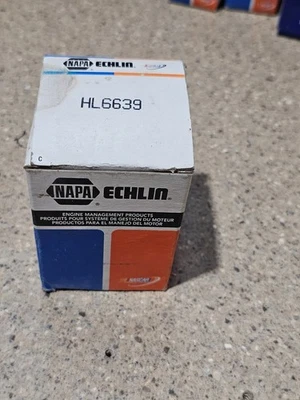 NAPA ECHLIN
HL6639
C
NAPA ECHLIN
ENGINE MANAGEMENT PRODUCTS
PRODUITS POUR SYSTÈME DE GESTION DU MOTEUR
PRODUCTOS PARA EL MANEJO DEL MOTOR